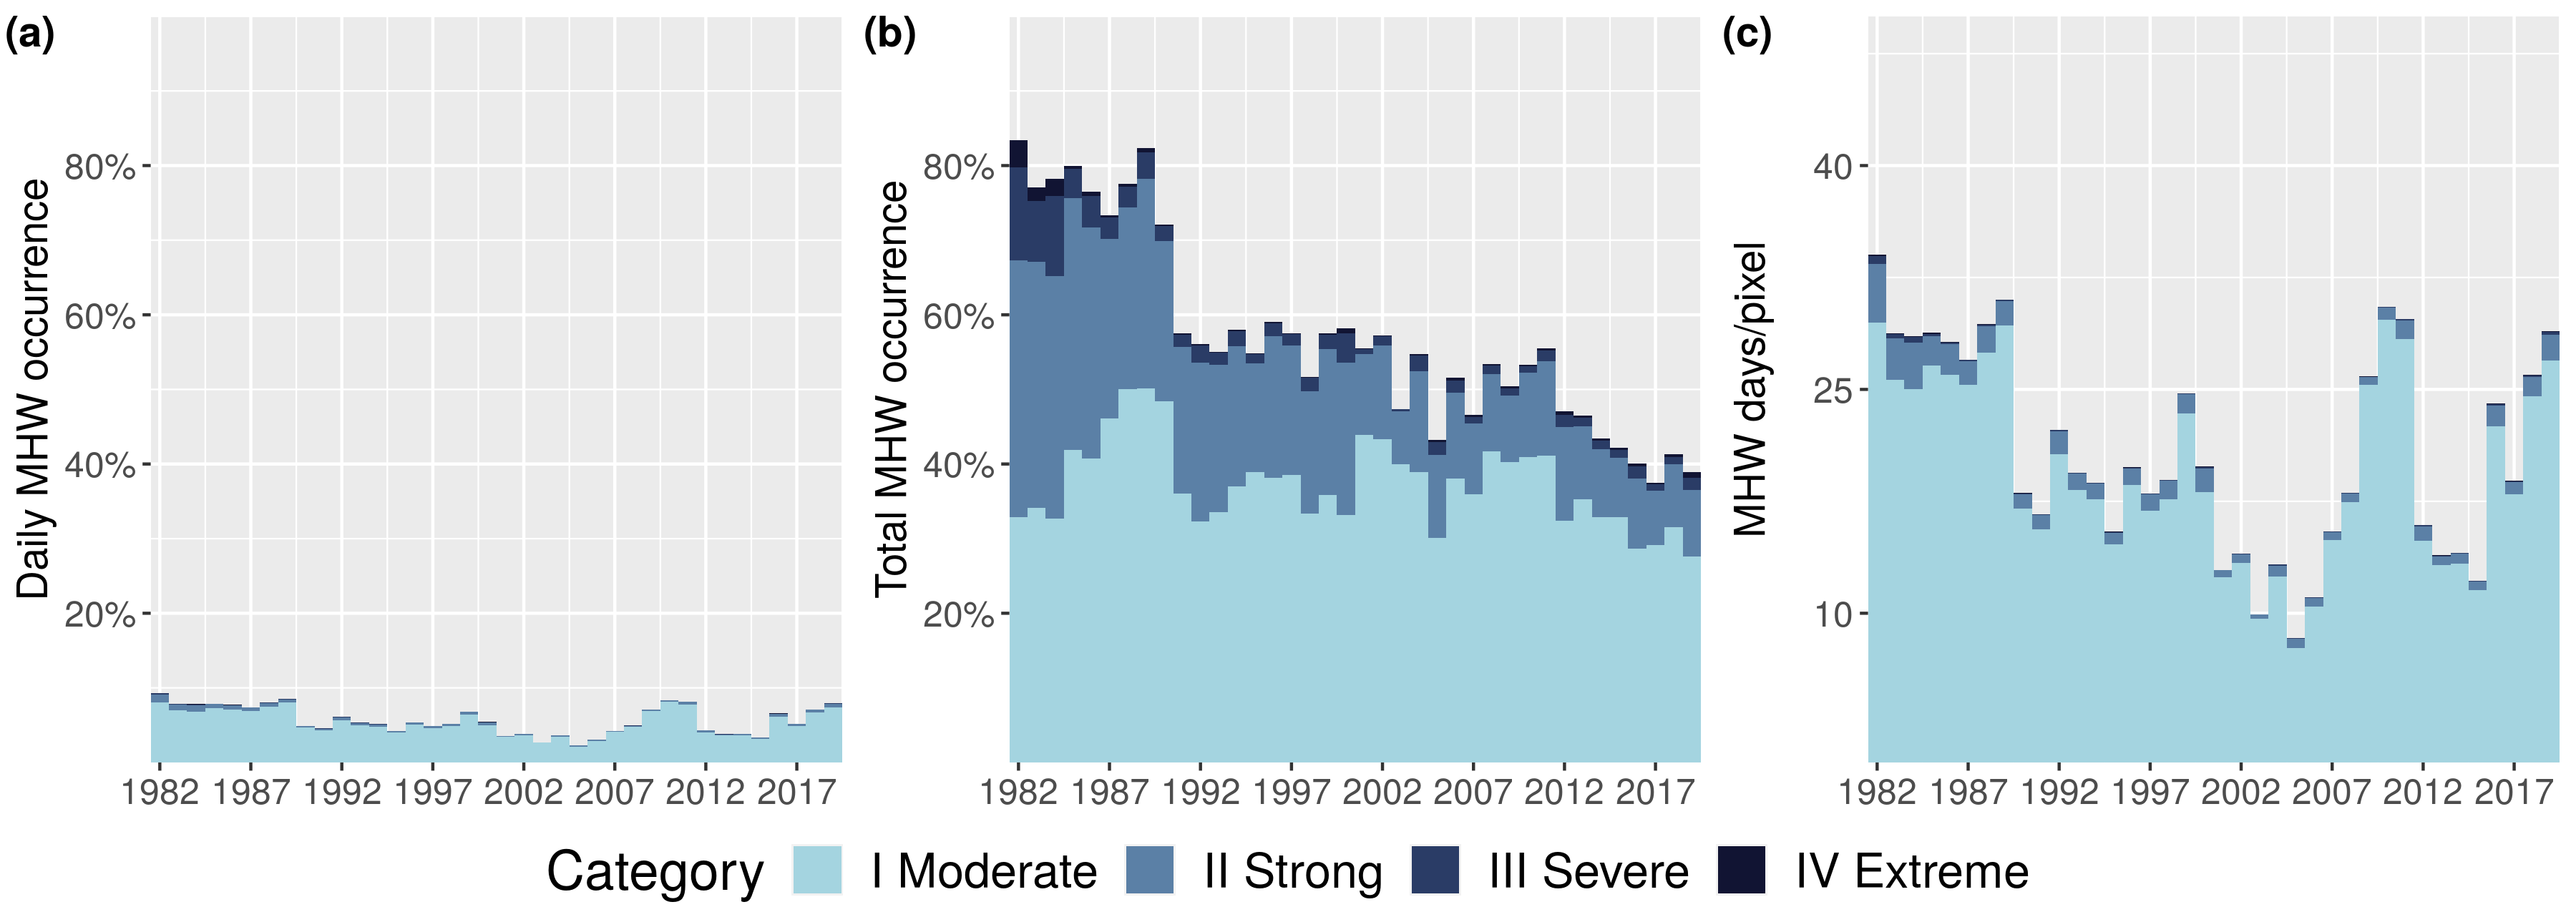 (a)
Daily MHW occurrence
80%
60%
40%
20%
1982 1987 1992 1997 2002 2007 2012 2017
(b)
Total MHW occurrence
80%
60%
40%
20%
1982 1987 1992 1997 2002 2007 2012 2017
(c)
MHW days/pixel
40
25
10
1982 1987 1992 1997 2002 2007 2012 2017
Category I Moderate II Strong III Severe IV Extreme